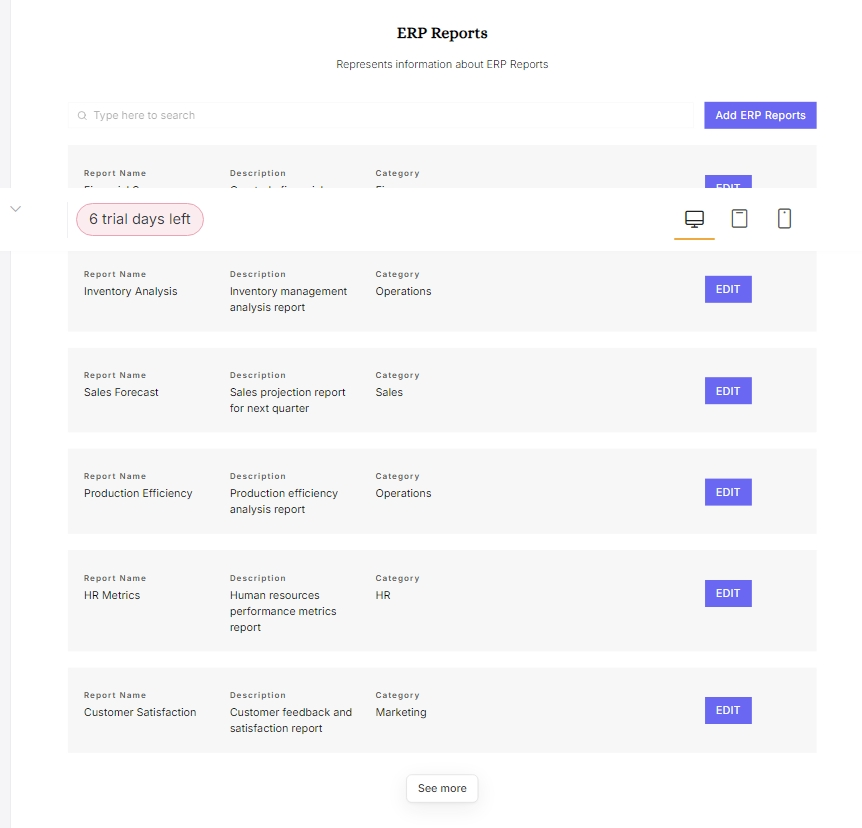 ERP Reports
Represents information about ERP Reports
Type here to search
Add ERP Reports
Report Name Description Category
EDIT
6 trial days left
Report Name Description Category
Inventory Analysis Inventory management Operations
analysis report
EDIT
Report Name Description Category
Sales Forecast Sales projection report Sales
for next quarter
EDIT
Report Name Description Category
Production Efficiency Production efficiency Operations
analysis report
EDIT
Report Name Description Category
HR Metrics Human resources HR
performance metrics
report
EDIT
Report Name Description Category
Customer Satisfaction Customer feedback and Marketing
satisfaction report
EDIT
See more